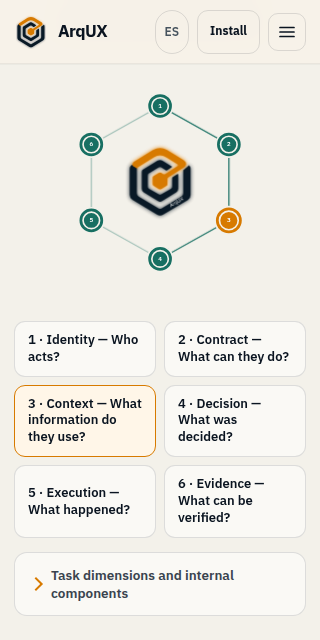 ArqUX
ES
Install
1
6
2
5
3
4
1 · Identity — Who
acts?
2 · Contract —
What can they do?
3 · Context — What
information do
they use?
4 · Decision —
What was
decided?
5 · Execution —
What happened?
6 · Evidence —
What can be
verified?
Task dimensions and internal
components